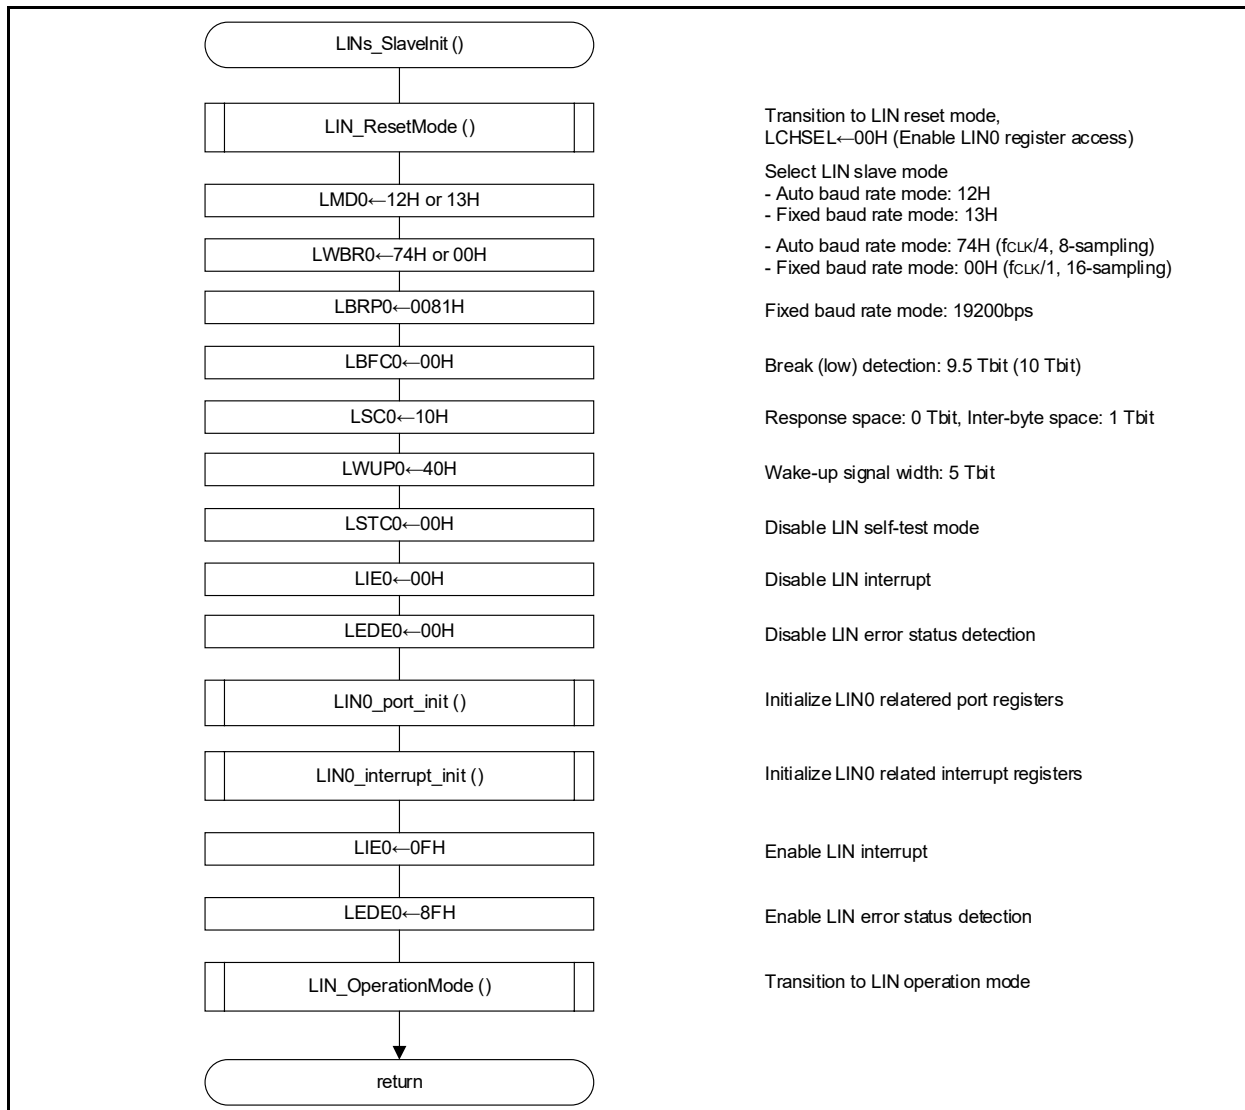 LINs_SlaveInit ()
LIN_ResetMode ()
Transition to LIN reset mode,
LCHSEL←00H (Enable LIN0 register access)
LMD0←12H or 13H
Select LIN slave mode
- Auto baud rate mode: 12H
- Fixed baud rate mode: 13H
LWBR0←74H or 00H
- Auto baud rate mode: 74H (fCLK/4, 8-sampling)
- Fixed baud rate mode: 00H (fCLK/1, 16-sampling)
LBRP0←0081H
Fixed baud rate mode: 19200bps
LBFC0←00H
Break (low) detection: 9.5 Tbit (10 Tbit)
LSC0←10H
Response space: 0 Tbit, Inter-byte space: 1 Tbit
LWUP0←40H
Wake-up signal width: 5 Tbit
LSTC0←00H
Disable LIN self-test mode
LIE0←00H
Disable LIN interrupt
LEDE0←00H
Disable LIN error status detection
LIN0_port_init ()
Initialize LIN0 relatered port registers
LIN0_interrupt_init ()
Initialize LIN0 related interrupt registers
LIE0←0FH
Enable LIN interrupt
LEDE0←8FH
Enable LIN error status detection
LIN_OperationMode ()
Transition to LIN operation mode
return